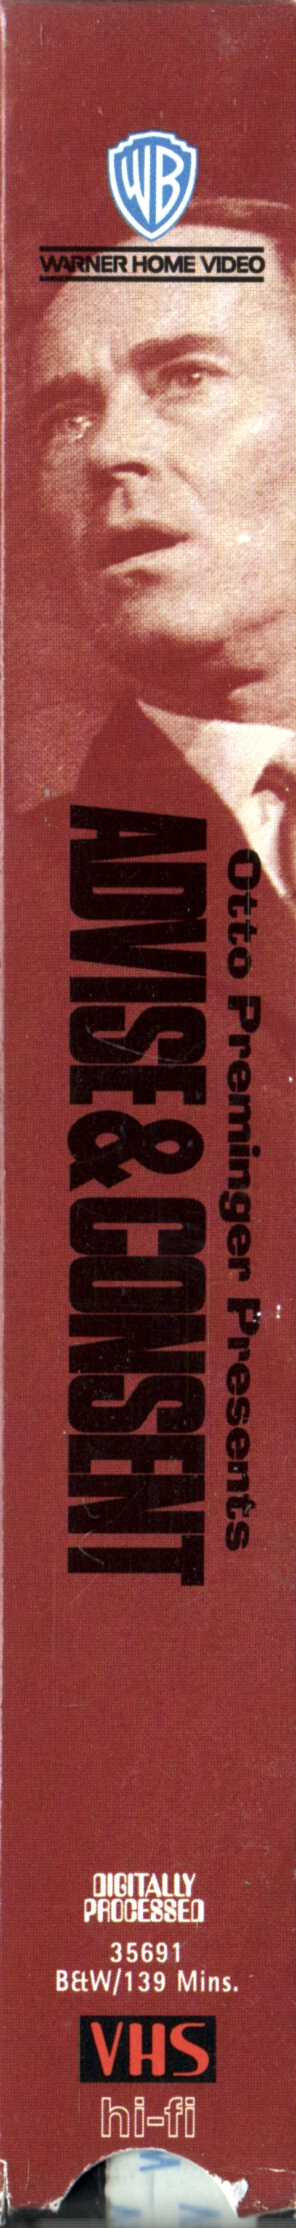 WB
WARNER HOME VIDEO
Otto Preminger Presents
ADVISE & CONSENT
DIGITALLY
PROCESSED
35691
B&W/139 Mins.
VHS
hi-fi